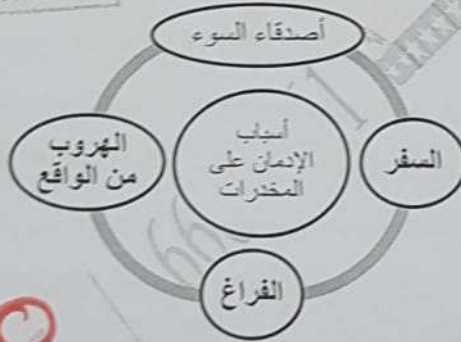 أصدقاء السوء
أسباب
الإدمان على
المخدرات
السفر
الهروب
من الواقع
الفراغ